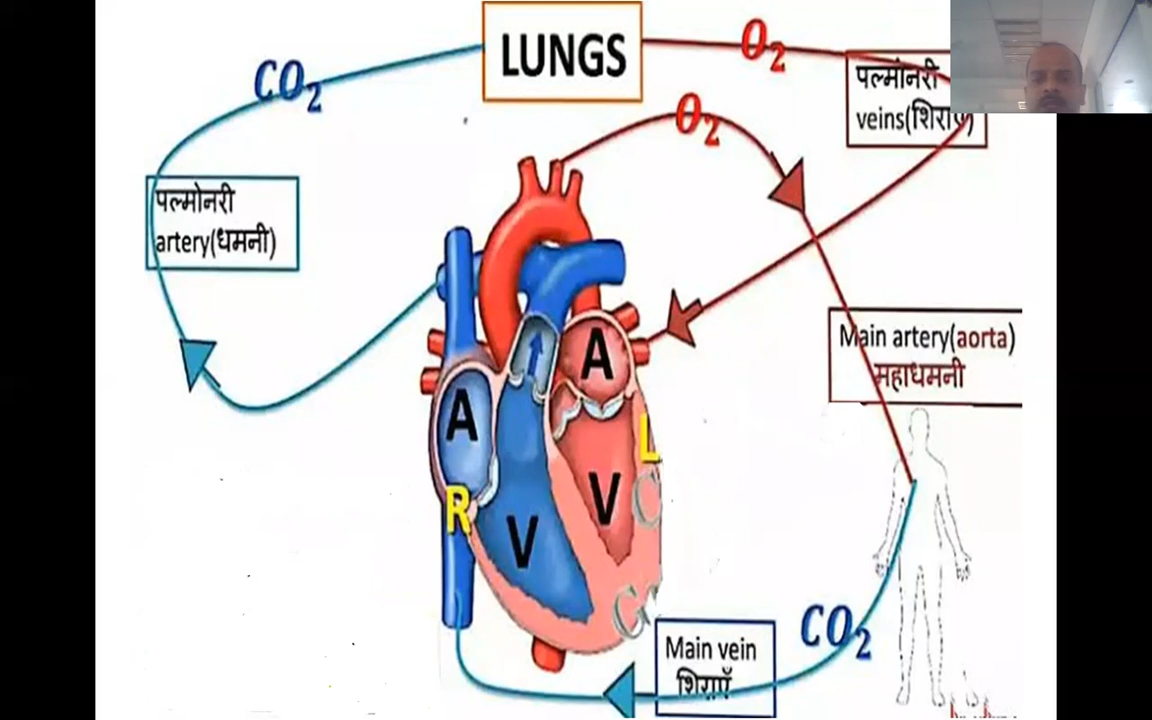 LUNGS
O₂
CO₂
पल्मोनरी
veins(शिराएँ)
O₂
पल्मोनरी
artery(धमनी)
Main artery(aorta)
महाधमनी
A
A
L
V
R
V
CO₂
Main vein
शिराएँ